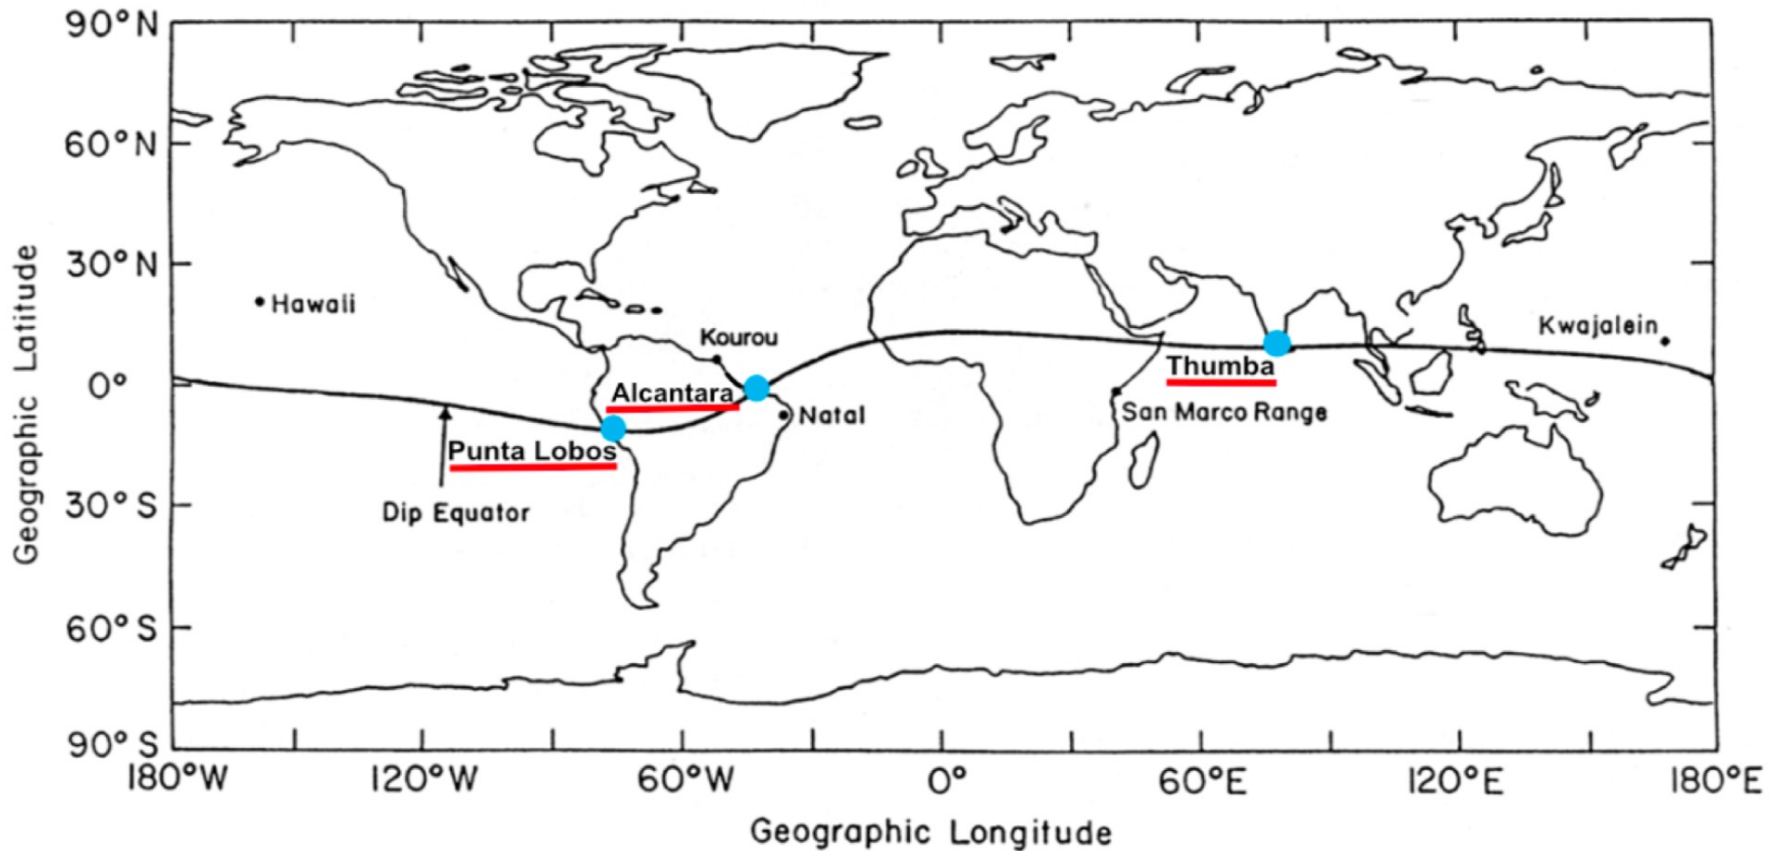 90°N
60°N
30°N
0°
30°S
60°S
90°S
Geographic Latitude
Hawaii
Kourou
Alcantara
Natal
Punta Lobos
Dip Equator
Thumba
San Marco Range
Kwajalein
180°W
120°W
60°W
0°
60°E
120°E
180°E
Geographic Longitude